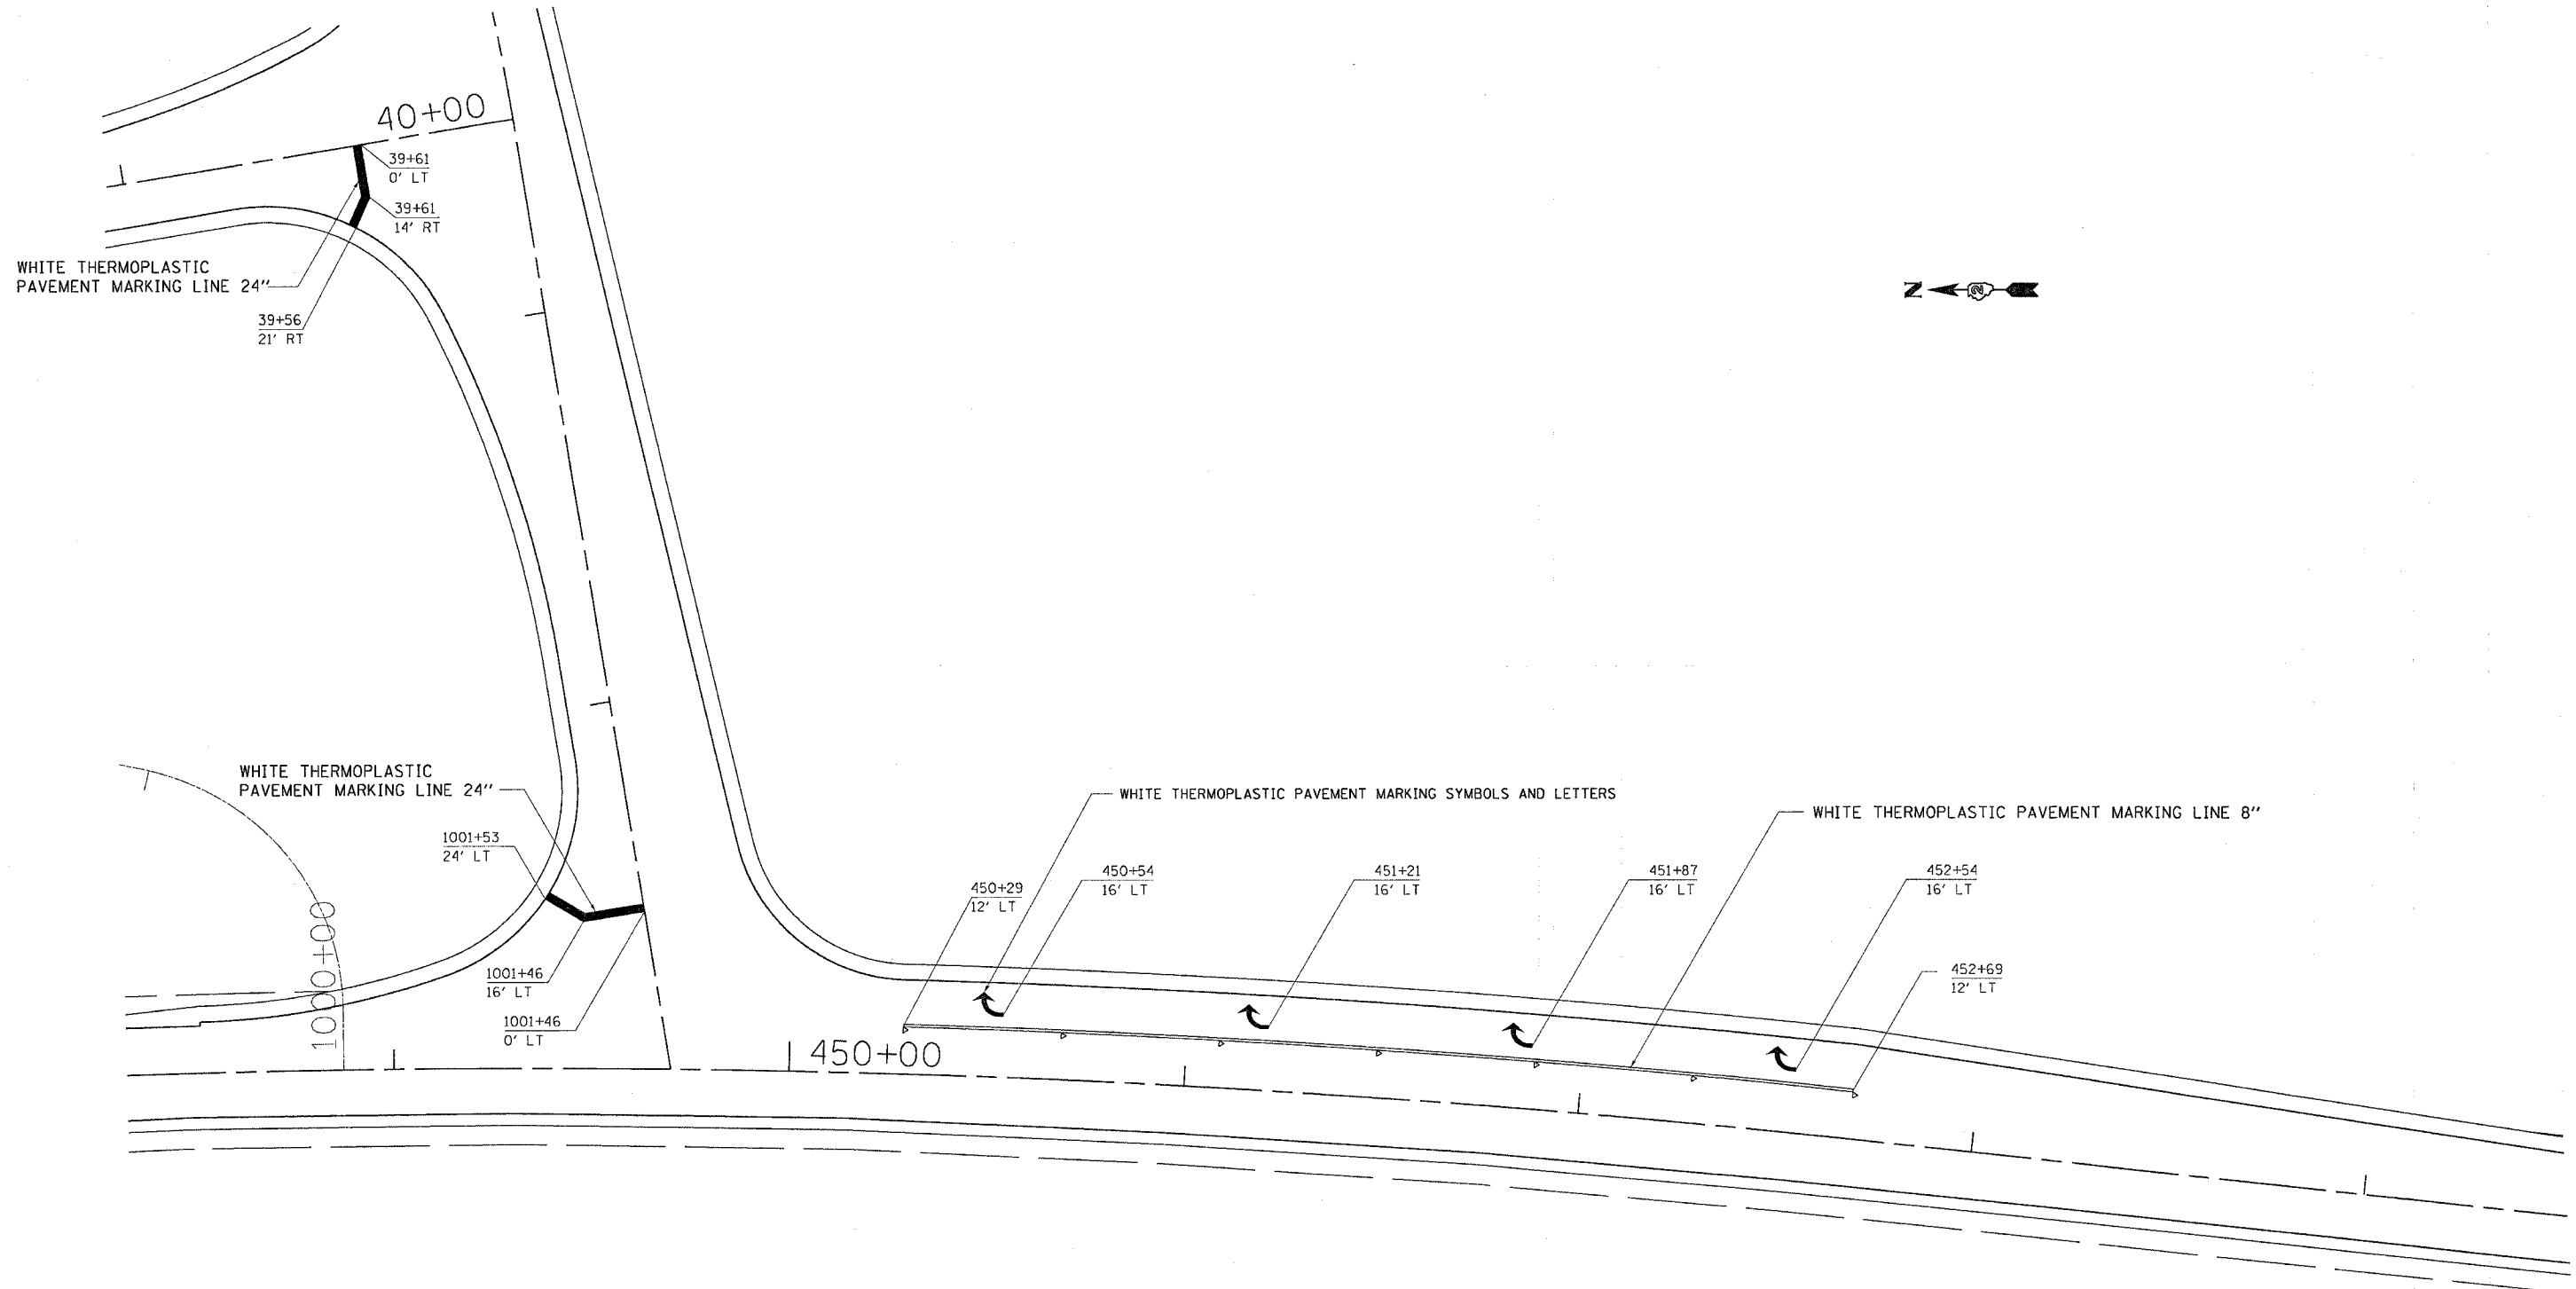 40+00
39+61
0' LT
39+61
14' RT
WHITE THERMOPLASTIC
PAVEMENT MARKING LINE 24"
39+56
21' RT
N
WHITE THERMOPLASTIC
PAVEMENT MARKING LINE 24"
1001+53
24' LT
1001+46
16' LT
1001+46
0' LT
1000+00
WHITE THERMOPLASTIC PAVEMENT MARKING SYMBOLS AND LETTERS
WHITE THERMOPLASTIC PAVEMENT MARKING LINE 8"
450+29
12' LT
450+54
16' LT
451+21
16' LT
451+87
16' LT
452+54
16' LT
452+69
12' LT
450+00